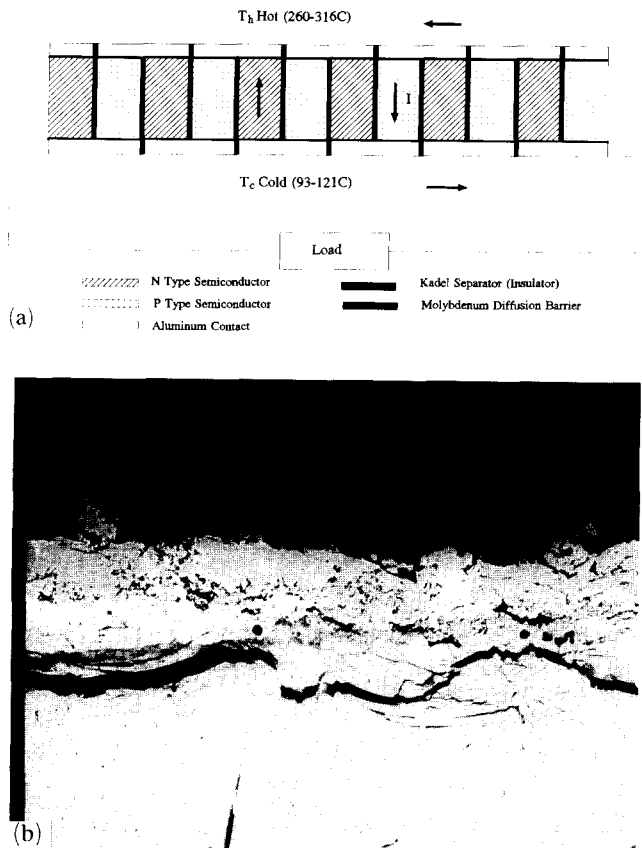 T_h Hot (260-316C)
I
T_c Cold (93-121C)
Load
N Type Semiconductor
P Type Semiconductor
Aluminum Contact
Kadel Separator (Insulator)
Molybdenum Diffusion Barrier
(a)
(b)